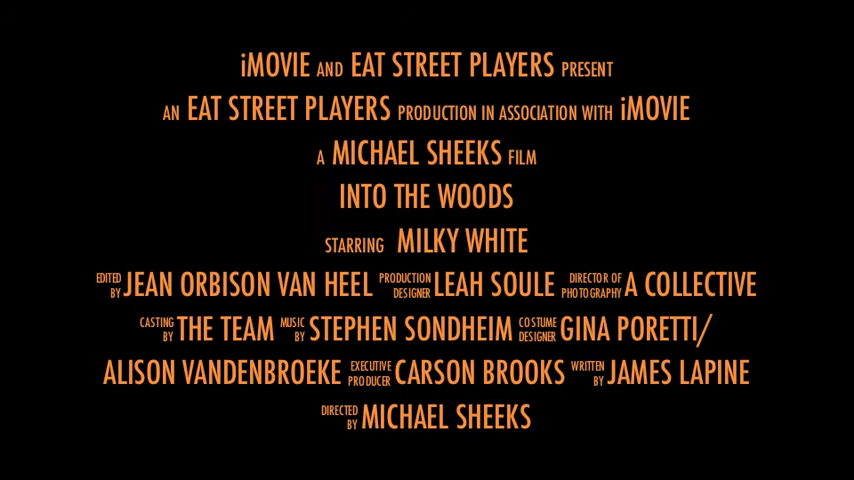 iMOVIE AND EAT STREET PLAYERS PRESENT
AN EAT STREET PLAYERS PRODUCTION IN ASSOCIATION WITH iMOVIE
A MICHAEL SHEEKS FILM
INTO THE WOODS
STARRING MILKY WHITE
EDITED BY JEAN ORBISON VAN HEEL PRODUCTION DESIGNER LEAH SOULE DIRECTOR OF PHOTOGRAPHY A COLLECTIVE
CASTING BY THE TEAM MUSIC BY STEPHEN SONDHEIM COSTUME DESIGNER GINA PORETTI/
ALISON VANDENBROEKE EXECUTIVE PRODUCER CARSON BROOKS WRITTEN BY JAMES LAPINE
DIRECTED BY MICHAEL SHEEKS